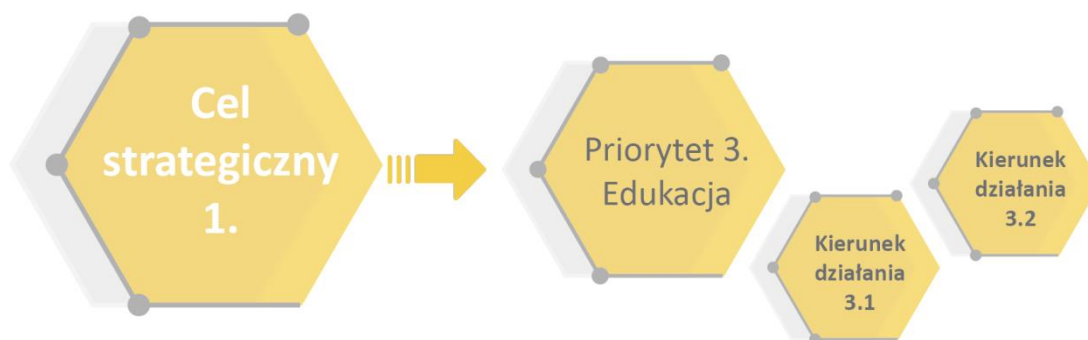 Cel
strategiczny
1.
Priorytet 3.
Edukacja
Kierunek
działania
3.1
Kierunek
działania
3.2